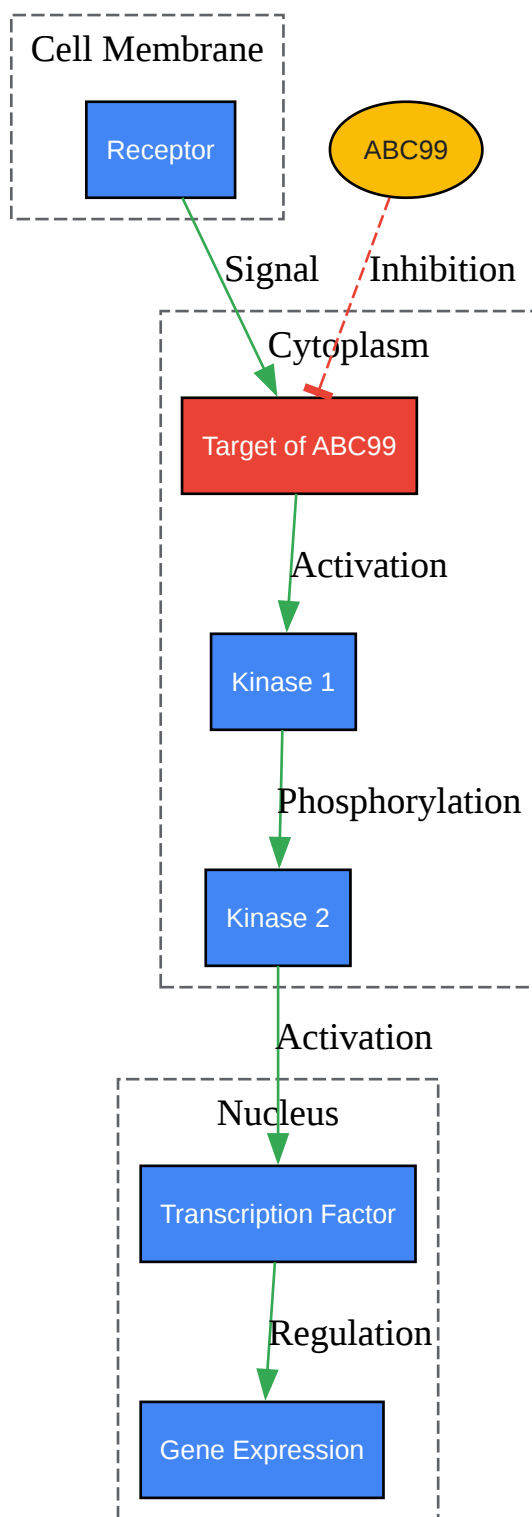 Cell Membrane
Receptor
ABC99
Signal
Inhibition
Cytoplasm
Target of ABC99
Activation
Kinase 1
Phosphorylation
Kinase 2
Activation
Nucleus
Transcription Factor
Regulation
Gene Expression